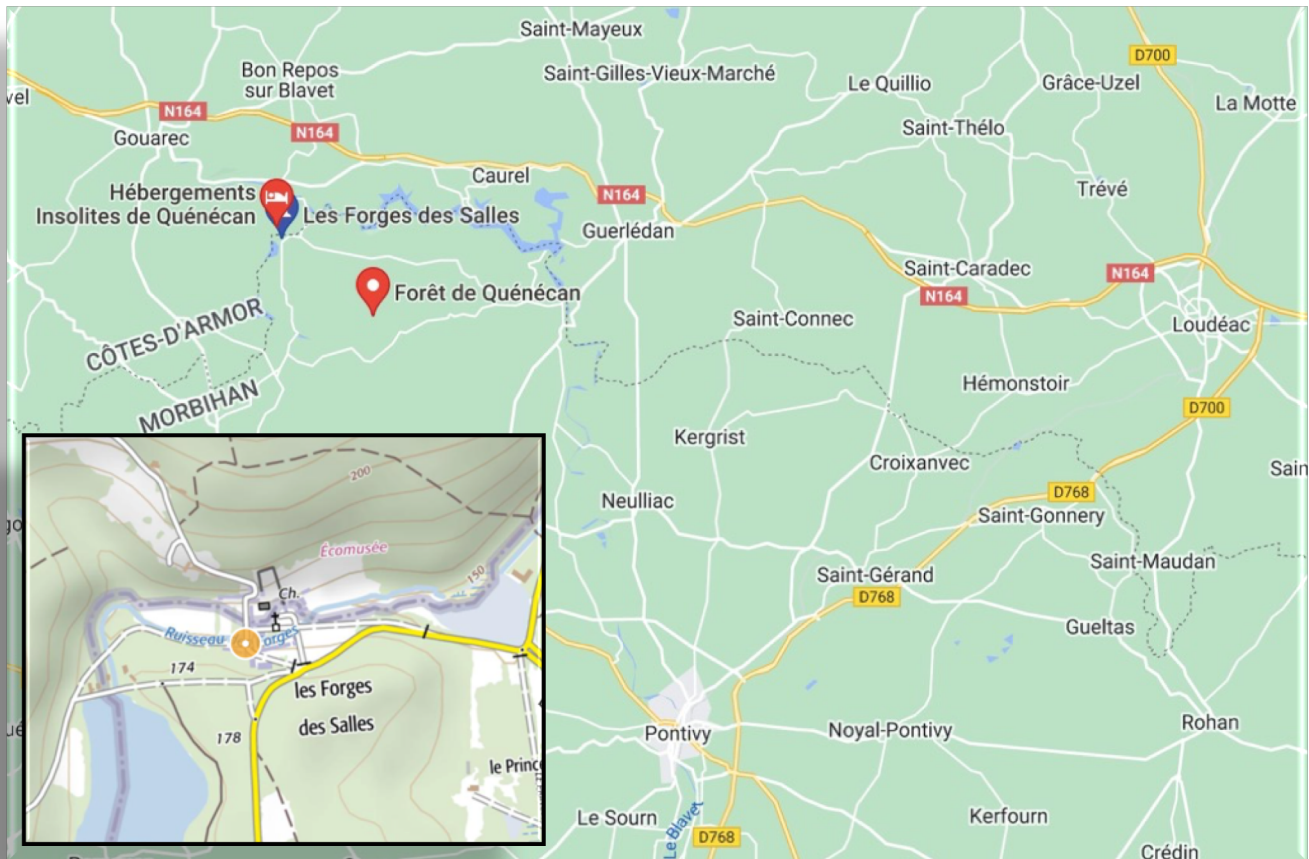 Saint-Mayeux
D700
Bon Repos
sur Blavet
Saint-Gilles-Vieux-Marché
Le Quillio
Grâce-Uzel
La Motte
vel
N164
N164
Gouarec
Saint-Thélo
Caurel
Trévé
Hébergements
Insolites de Quénécan
Les Forges des Salles
N164
Guerlédan
Saint-Caradec
N164
N164
Forêt de Quénécan
Saint-Connec
Loudéac
CÔTES-D'ARMOR
Hémonstoir
MORBIHAN
D700
Kergrist
Croixanvec
Sain
D768
Neulliac
Saint-Gonnery
Saint-Maudan
Saint-Gérand
D768
Gueltas
Rohan
Pontivy
Noyal-Pontivy
Le Sourn
Le Blavet
D768
Kerfourn
Crédin
200
Écomusée
150
Ch.
Ruisseau
orges
174
les Forges
des Salles
178
le Princ